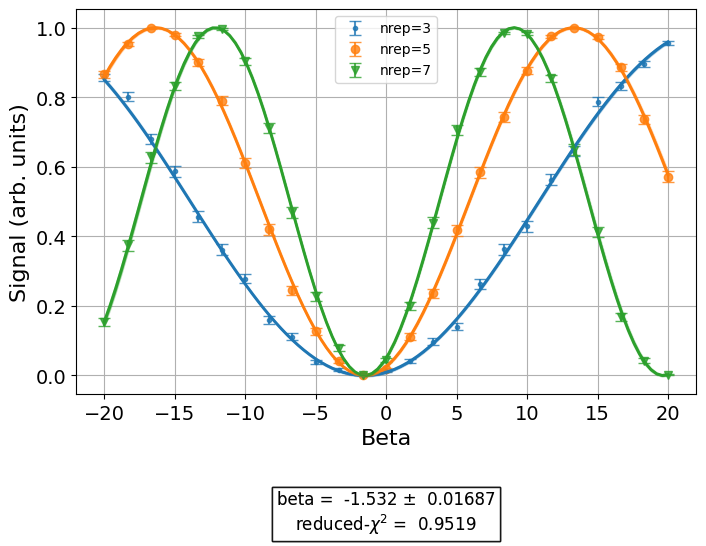 nrep=3
nrep=5
nrep=7
Signal (arb. units)
1.0
0.8
0.6
0.4
0.2
0.0
−20 −15 −10 −5 0 5 10 15 20
Beta
beta = -1.532 ± 0.01687
reduced-χ² = 0.9519